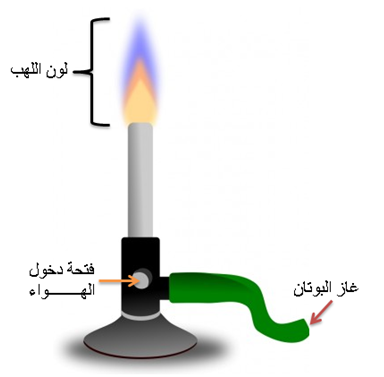 لون اللهب
فتحة دخول
الهـــــواء
غاز البوتان